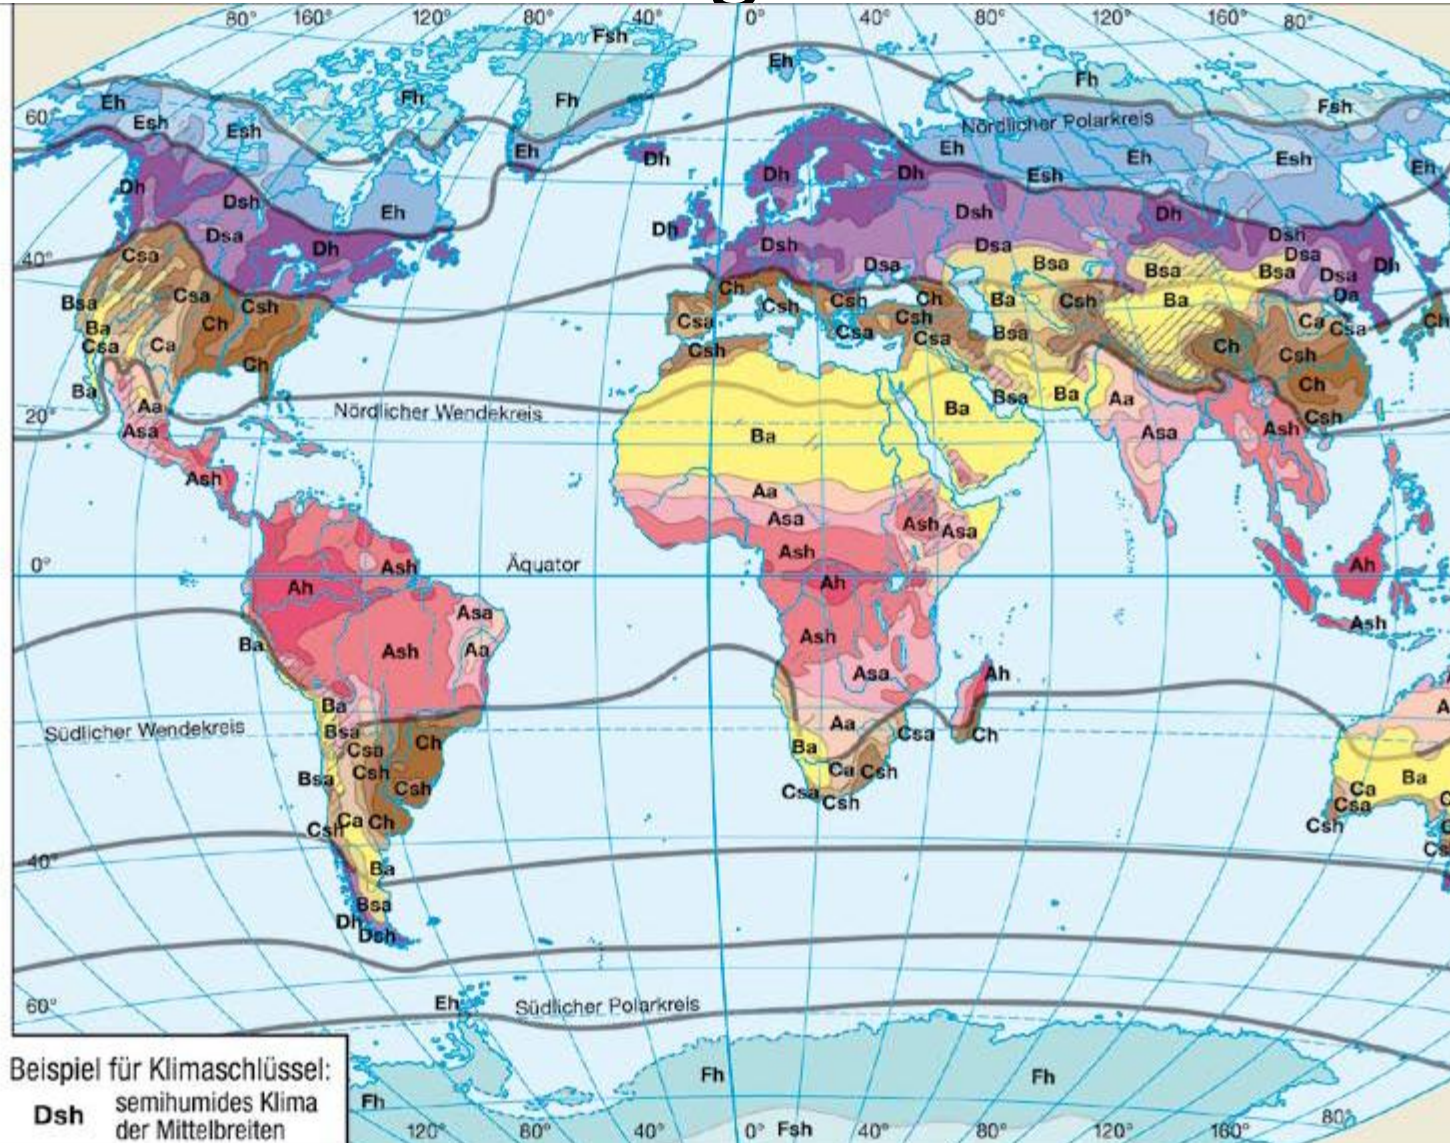 80° 160° 120° 80° 40° 0° 40° 80° 120° 160° 80°
Fsh
Eh
Fh
Fh Fh
Eh
Fsh
60°
Esh Esh
Nördlicher Polarkreis
Eh Dh Eh Eh Esh Eh
Dh Dh Dh Esh Dh
Dsh Eh Dsh
Dh
Dsa Dh Dsh Dsa Dsh
Csa Dsa Bsa Bsa Bsa Dsa Dsa Dh
40°
Da
Bsa Csa Csh Ch Csh Csh Ch Ba Csh Ba
Ba Ch Csa Csa Csh Bsa Ca Csa Ch
Csa Ca Csh Csa Ch Csh
Ch
Ba Aa Bsa Ba Aa Ch
20°
Nördlicher Wendekreis
Ba Csh
Asa Ba Asa Ash
Ash Aa
Asa Ash Asa
Ash
0°
Äquator
Ash Ah Ah
Ah
Asa Ash
Ba Ash Aa Ash
Asa Ah
Ba
Südlicher Wendekreis
Bsa Ch Aa Csa Ch
Csa Ba
Bsa Csh Ca Csh Ba
Csh Csa Csh Ca
Csa
Csh Ca Ch Csh
40°
Ba
Bsa
Dh
Dsh
60°
Eh
Südlicher Polarkreis
Beispiel für Klimaschlüssel:
Dsh semihumides Klima
der Mittelbreiten
Fh Fh Fh
120° 80° 40° 0° Fsh 40° 80° 120° 160° 80°